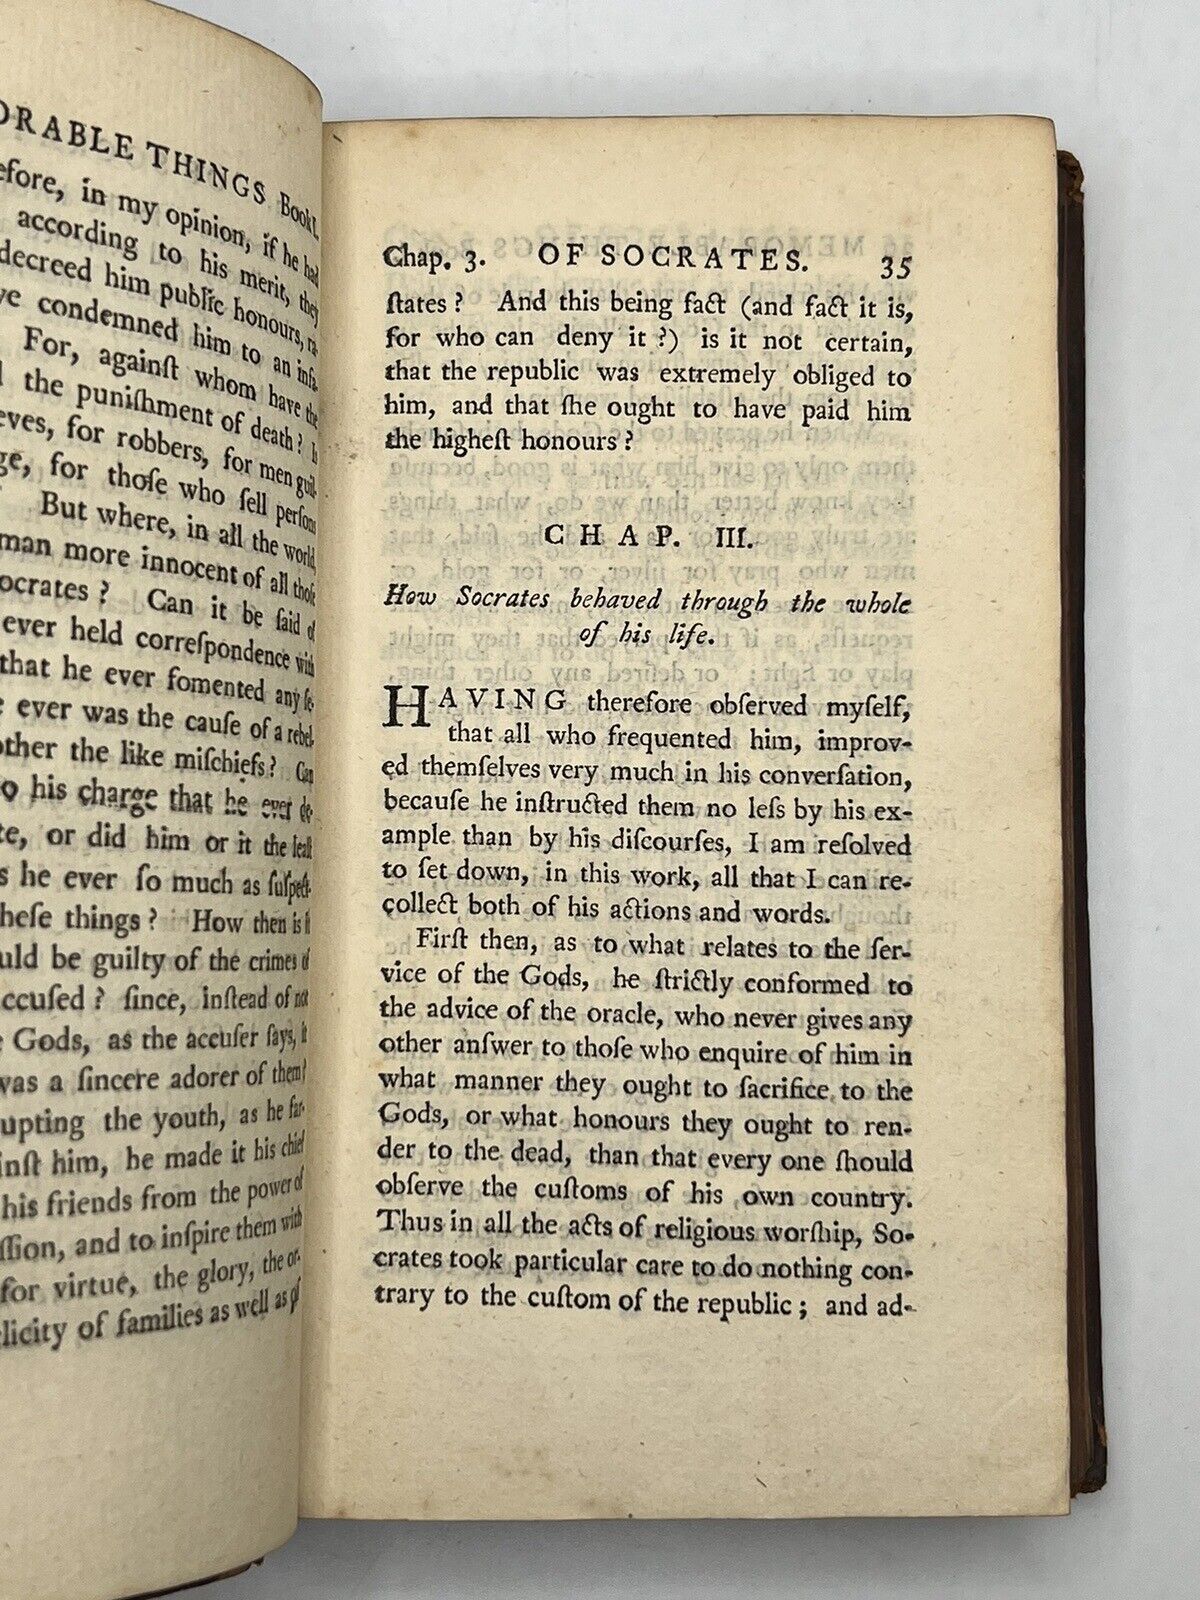 ORABLE THINGS Book I.
efore, in my opinion, if he had
according to his merit, they
decreed him public honours, ra-
ve condemned him to an infa-
For, againſt whom have the
the puniſhment of death? Is
eves, for robbers, for men guil-
ge, for thoſe who ſell perſons
But where, in all the world,
man more innocent of all thoſe
ocrates? Can it be ſaid of
ever held correſpondence with
that he ever fomented any ſe-
e ever was the cauſe of a rebel-
other the like miſchiefs? Can
o his charge that he ever de-
te, or did him or it the leaſt
s he ever ſo much as ſuſpect-
heſe things? How then is it
uld be guilty of the crimes of
accuſed? ſince, inſtead of not
e Gods, as the accuſer ſays, it
was a ſincere adorer of them?
upting the youth, as he far-
inſt him, he made it his chief
his friends from the power of
ſſion, and to inſpire them with
for virtue, the glory, the or-
licity of families as well as of
Chap. 3. OF SOCRATES. 35
ſtates? And this being fact (and fact it is,
for who can deny it?) is it not certain,
that the republic was extremely obliged to
him, and that ſhe ought to have paid him
the higheſt honours?
CHAP. III.
How Socrates behaved through the whole
of his life.
HAVING therefore obſerved myſelf,
that all who frequented him, improv-
ed themſelves very much in his converſation,
becauſe he inſtructed them no leſs by his ex-
ample than by his diſcourſes, I am reſolved
to ſet down, in this work, all that I can re-
collect both of his actions and words.
Firſt then, as to what relates to the ſer-
vice of the Gods, he ſtrictly conformed to
the advice of the oracle, who never gives any
other anſwer to thoſe who enquire of him in
what manner they ought to ſacrifice to the
Gods, or what honours they ought to ren-
der to the dead, than that every one ſhould
obſerve the cuſtoms of his own country.
Thus in all the acts of religious worſhip, So-
crates took particular care to do nothing con-
trary to the cuſtom of the republic; and ad-